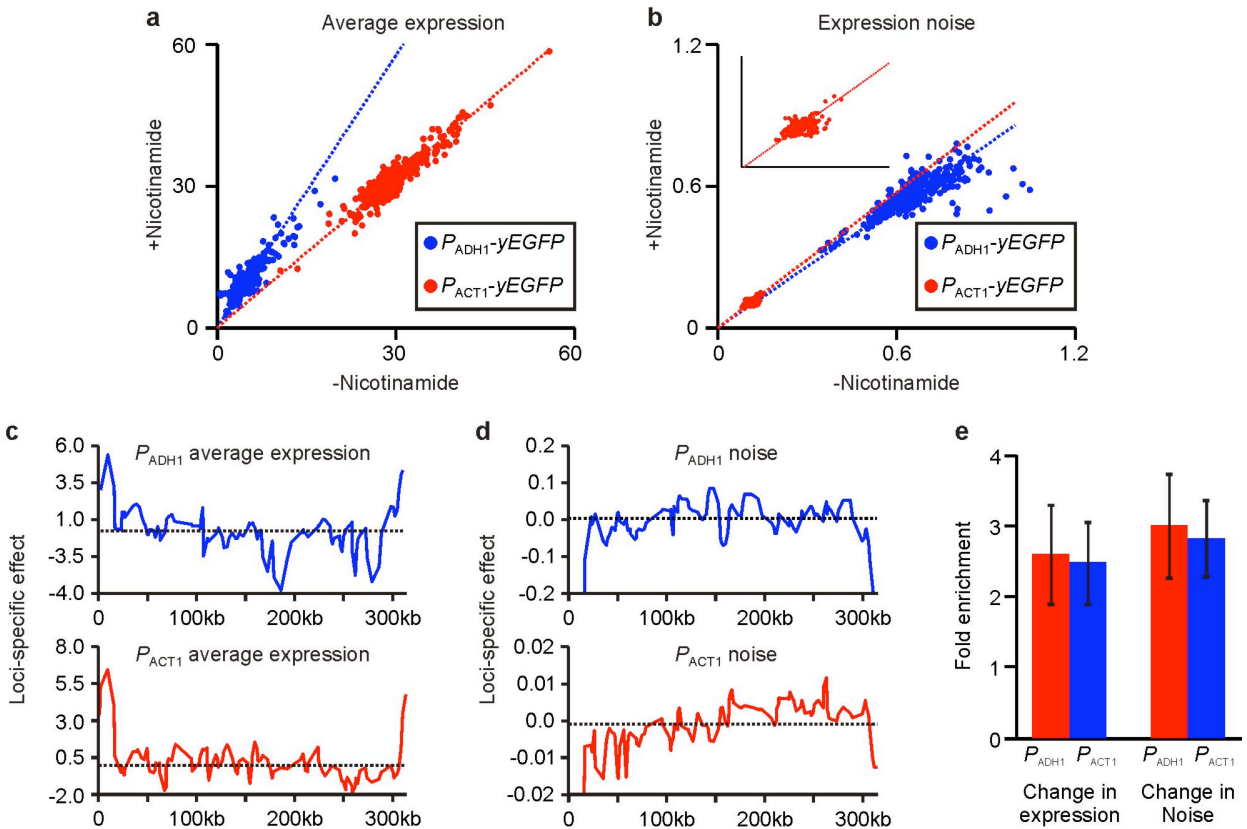 a
Average expression
60
30
0
+Nicotinamide
0
30
60
-Nicotinamide
PADH1-yEGFP
PACT1-yEGFP
b
Expression noise
1.2
0.6
0
+Nicotinamide
0
0.6
1.2
-Nicotinamide
PADH1-yEGFP
PACT1-yEGFP
c
Loci-specific effect
PADH1 average expression
6.0
3.5
1.0
-3.5
-4.0
0
100kb
200kb
300kb
PACT1 average expression
8.0
5.5
3.0
0.5
-2.0
0
100kb
200kb
300kb
d
Loci-specific effect
PADH1 noise
0.2
0.1
0.0
-0.1
-0.2
0
100kb
200kb
300kb
PACT1 noise
0.02
0.01
0.0
-0.01
-0.02
0
100kb
200kb
300kb
e
Fold enrichment
4
3
2
0
PADH1 PACT1 PADH1 PACT1
Change in
expression
Change in
Noise